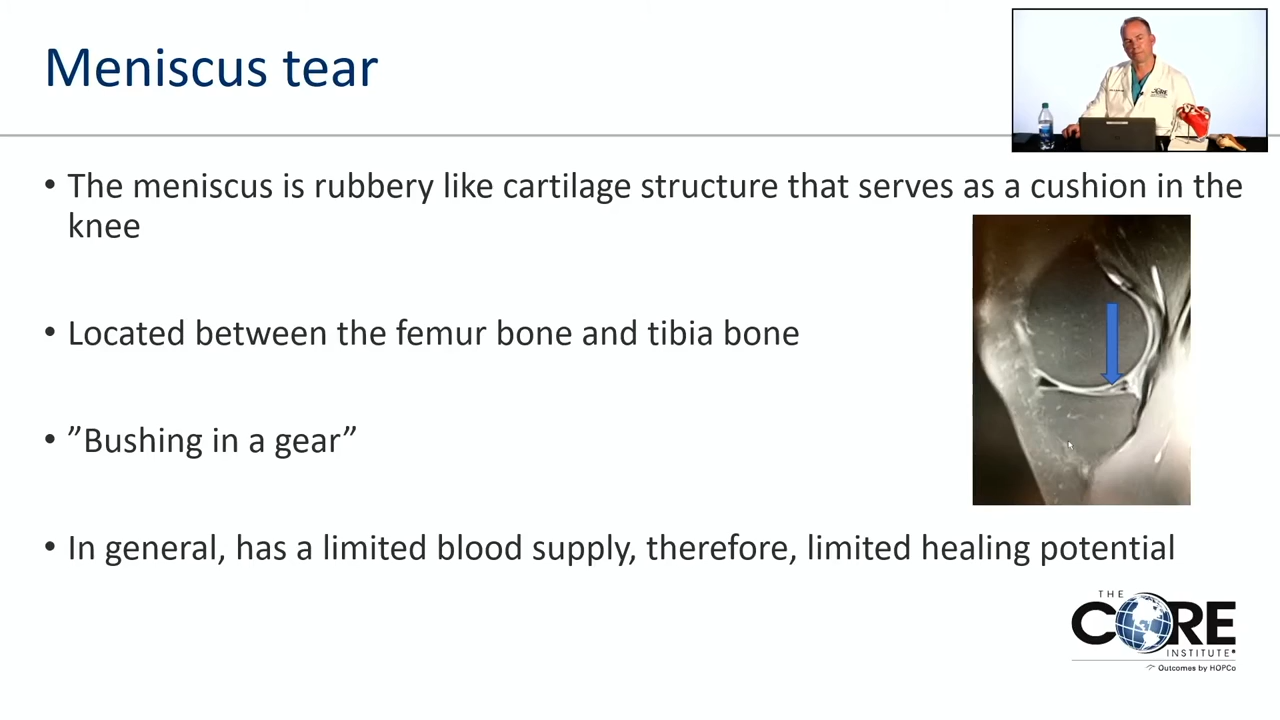 Meniscus tear
• The meniscus is rubbery like cartilage structure that serves as a cushion in the
knee
• Located between the femur bone and tibia bone
• ”Bushing in a gear”
• In general, has a limited blood supply, therefore, limited healing potential
CORE
THE
CORE
INSTITUTE
Outcomes by HOPCo